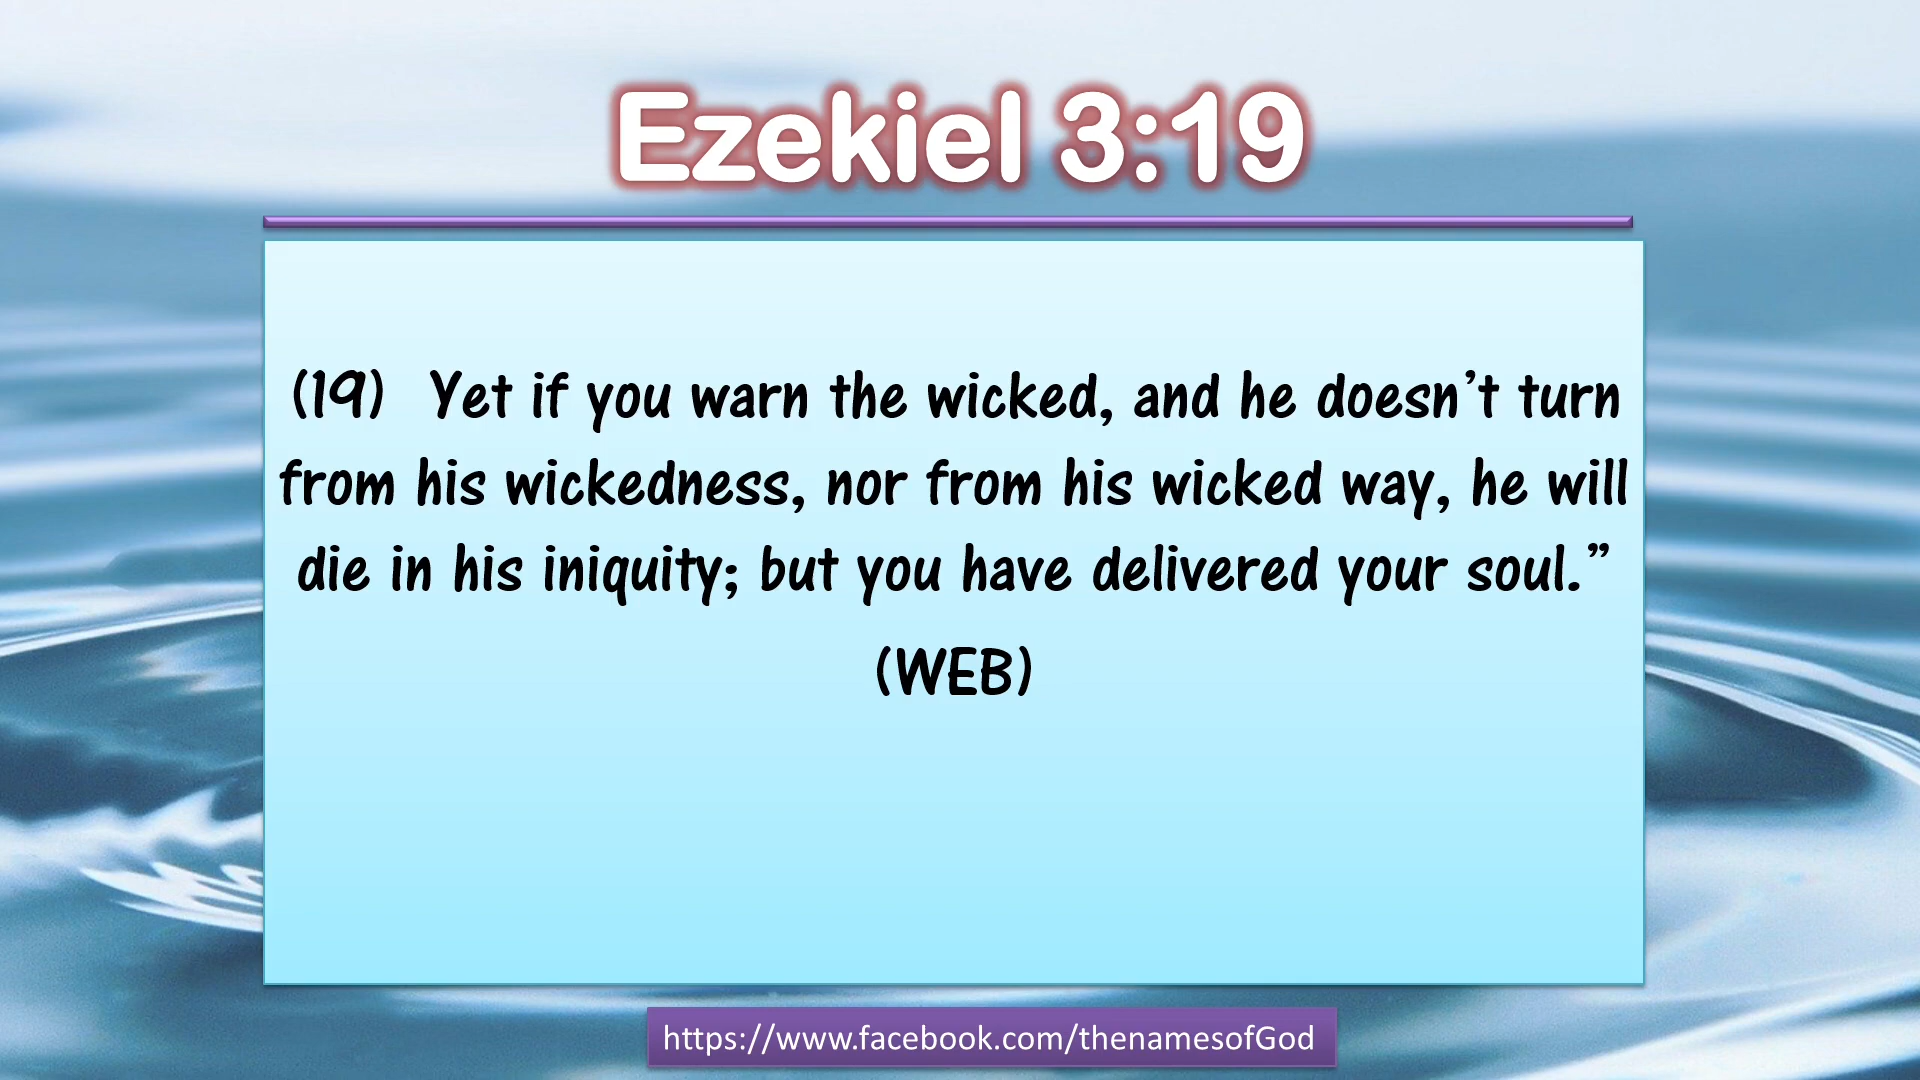 Ezekiel 3:19
(19)  Yet if you warn the wicked, and he doesn’t turn
from his wickedness, nor from his wicked way, he will
die in his iniquity; but you have delivered your soul.”
(WEB)
https://www.facebook.com/thenamesofGod